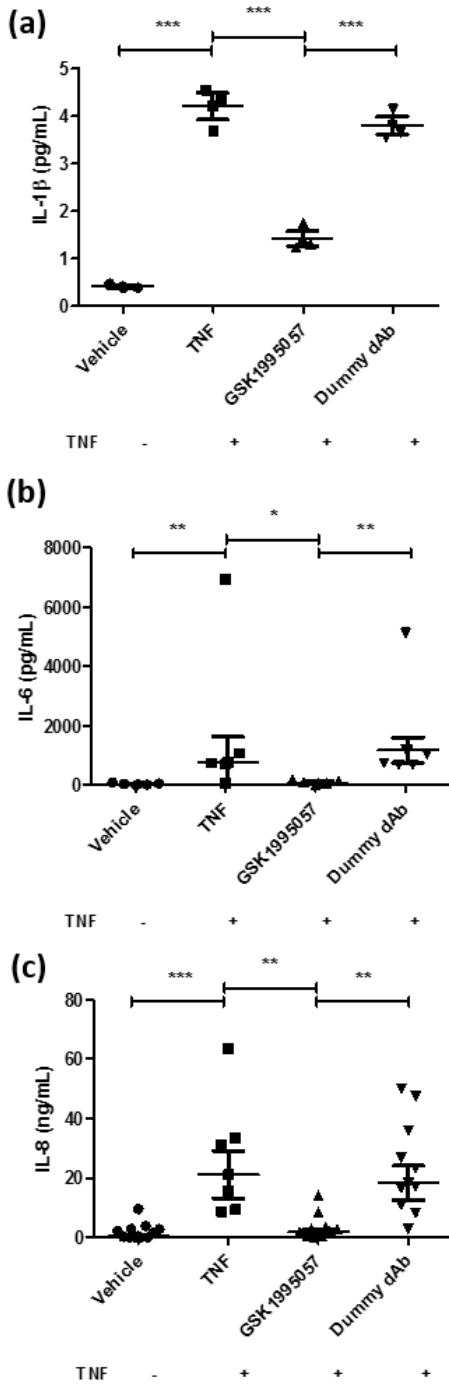 (a)
*** *** ***
IL-1β (pg/mL)
5
4
3
2
1
0
Vehicle
TNF
GSK1995057
Dummy dAb
TNF - + + +
(b)
** * **
IL-6 (pg/mL)
8000
6000
4000
2000
0
Vehicle
TNF
GSK1995057
Dummy dAb
TNF - + + +
(c)
*** ** **
IL-8 (ng/mL)
80
60
40
20
0
Vehicle
TNF
GSK1995057
Dummy dAb
TNF - + + +